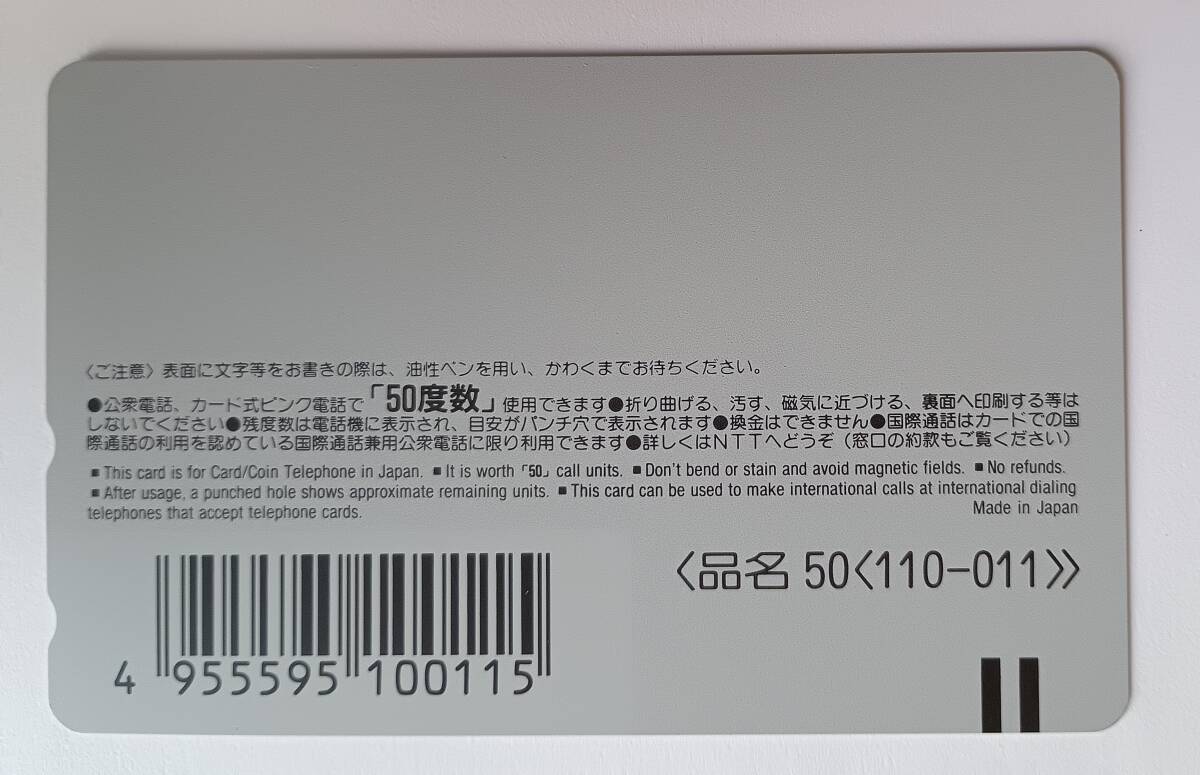 〈ご注意〉表面に文字等をお書きの際は、油性ペンを用い、かわくまでお待ちください。
●公衆電話、カード式ピンク電話で「50度数」使用できます●折り曲げる、汚す、磁気に近づける、裏面へ印刷する等は
しないでください●残度数は電話機に表示され、目安がパンチ穴で表示されます●換金はできません●国際通話はカードでの国
際通話の利用を認めている国際通話兼用公衆電話に限り利用できます●詳しくはNTTへどうぞ（窓口の約款もご覧ください）
■This card is for Card/Coin Telephone in Japan. ■It is worth「50」call units. ■Don't bend or stain and avoid magnetic fields. ■No refunds.
■After usage, a punched hole shows approximate remaining units. ■This card can be used to make international calls at international dialing
telephones that accept telephone cards.
Made in Japan
〈品名 50〈110-011〉〉
4 955595 100115